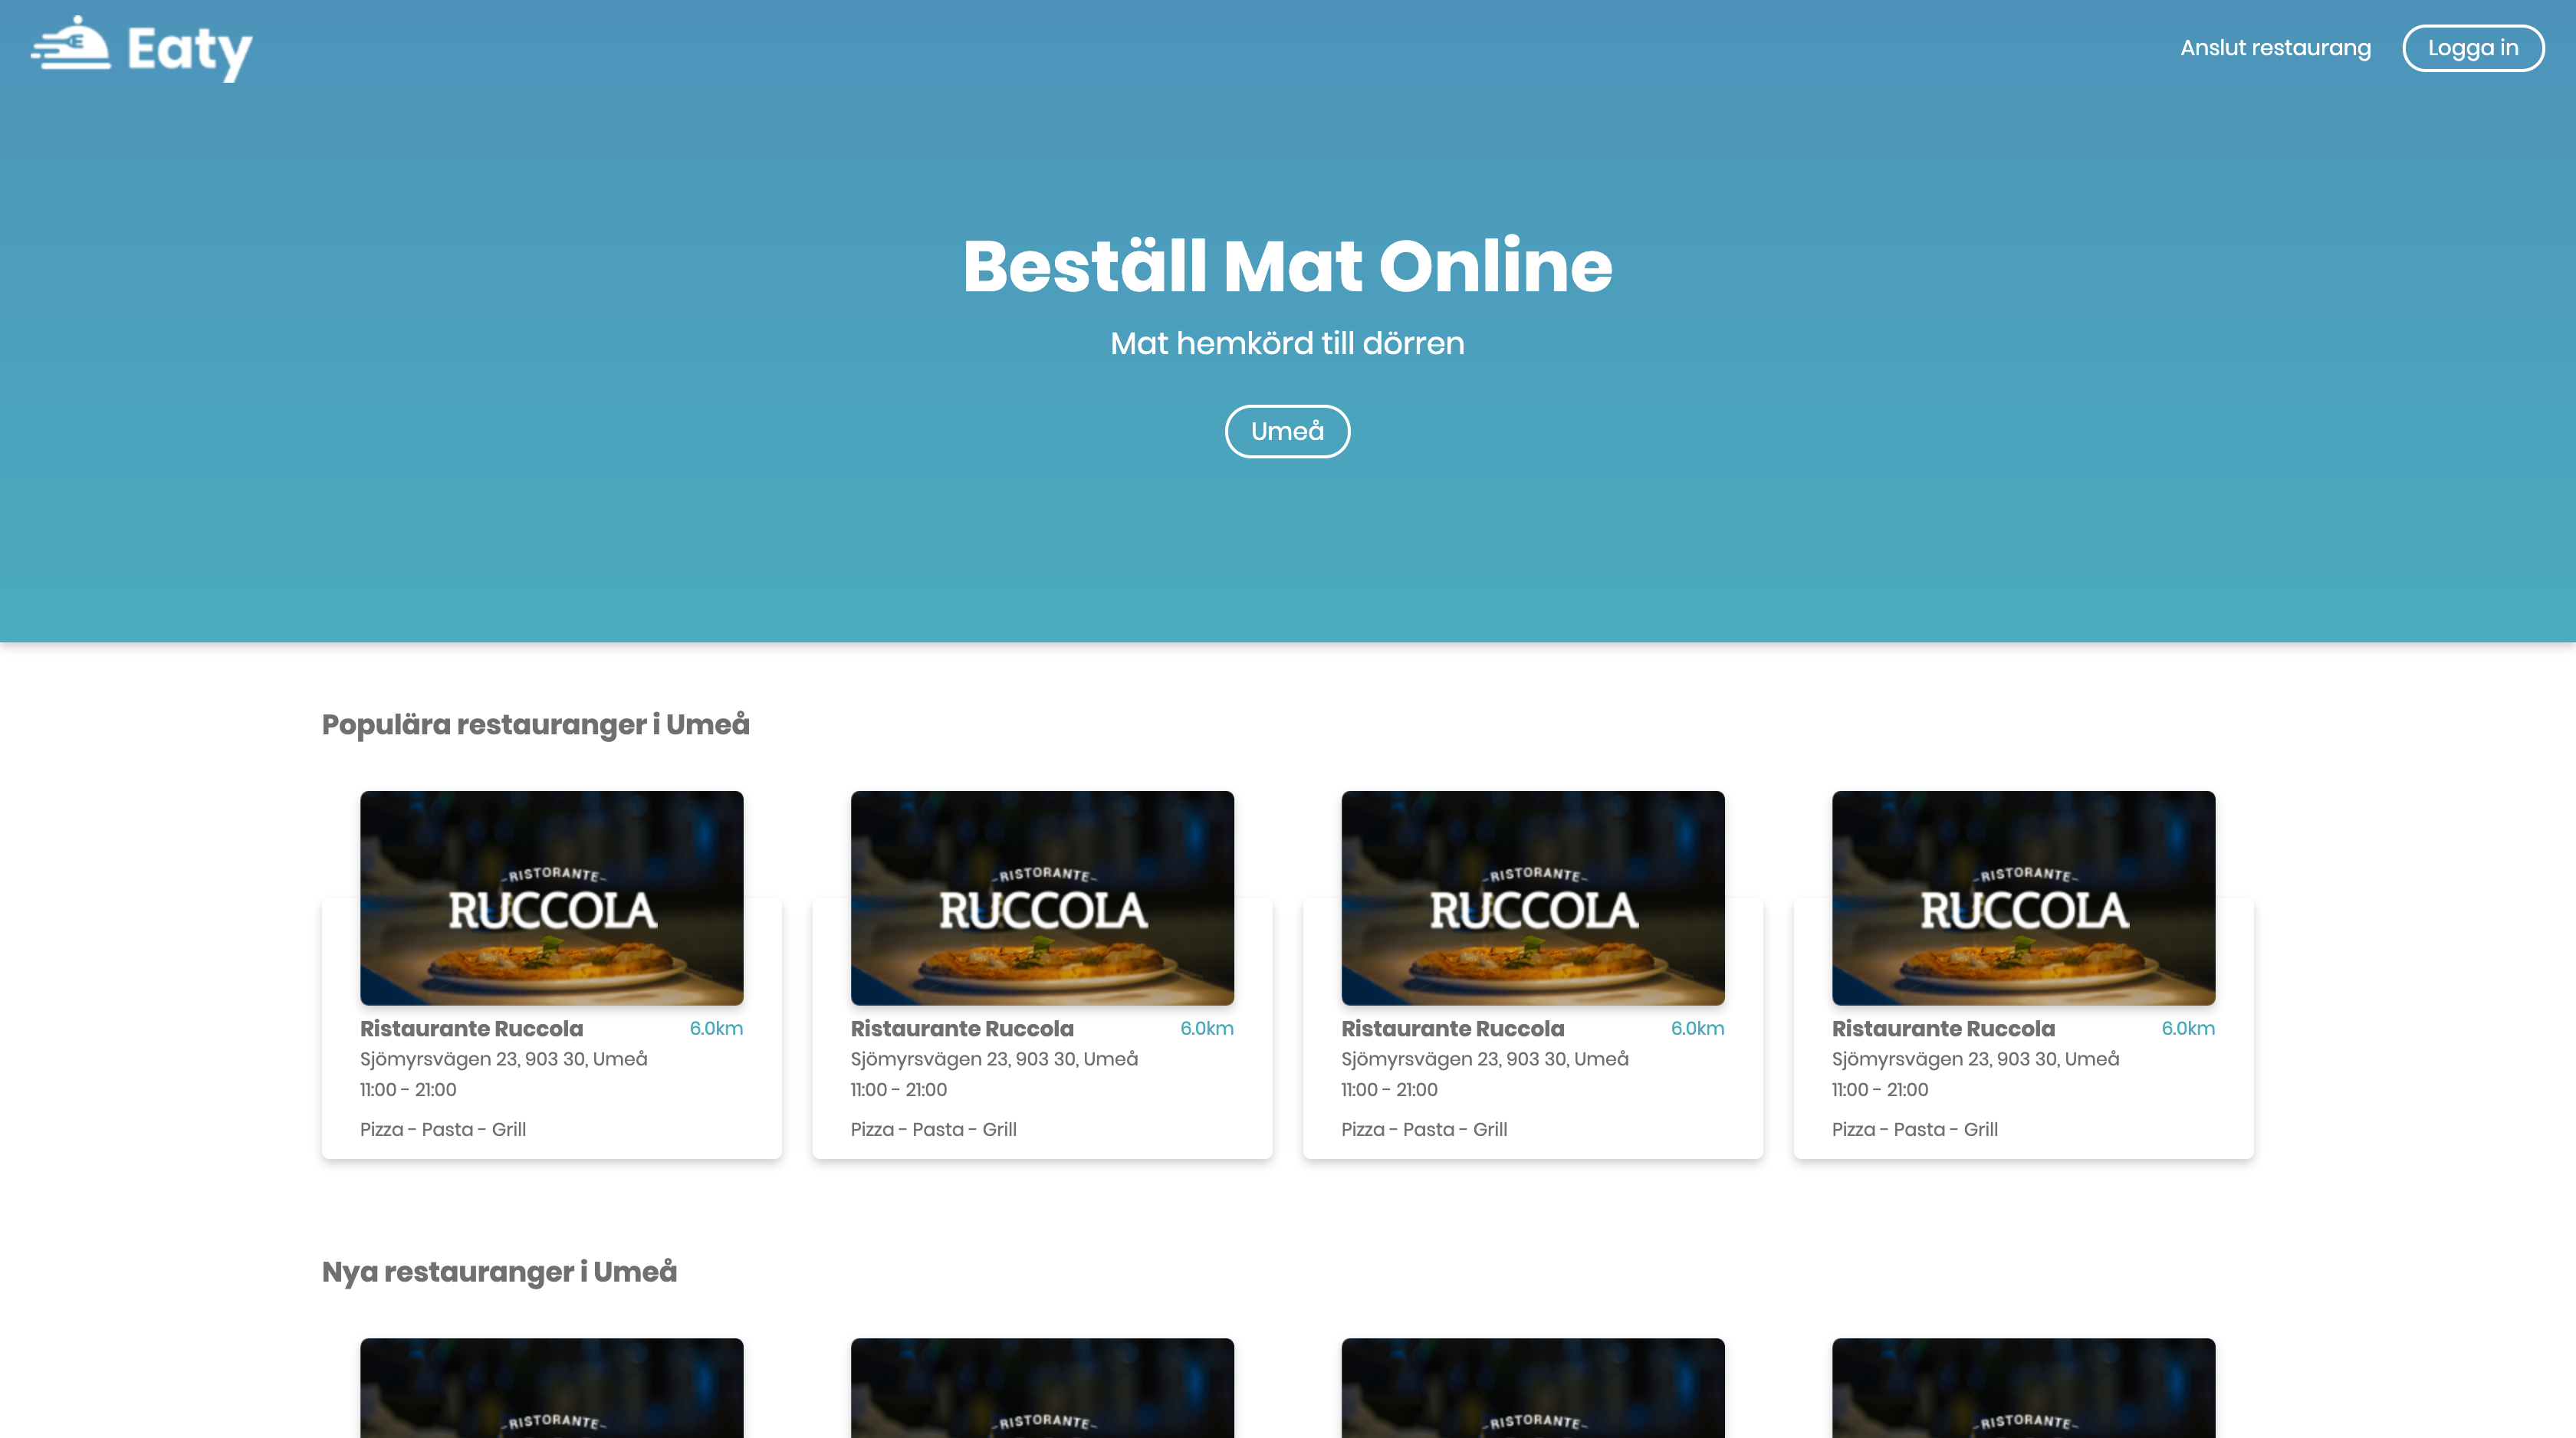 Eaty
Anslut restaurang
Logga in
Beställ Mat Online
Mat hemkörd till dörren
Umeå
Populära restauranger i Umeå
RISTORANTE
RUCCOLA
Ristaurante Ruccola
6.0km
Sjömyrsvägen 23, 903 30, Umeå
11:00 - 21:00
Pizza - Pasta - Grill
RISTORANTE
RUCCOLA
Ristaurante Ruccola
6.0km
Sjömyrsvägen 23, 903 30, Umeå
11:00 - 21:00
Pizza - Pasta - Grill
RISTORANTE
RUCCOLA
Ristaurante Ruccola
6.0km
Sjömyrsvägen 23, 903 30, Umeå
11:00 - 21:00
Pizza - Pasta - Grill
RISTORANTE
RUCCOLA
Ristaurante Ruccola
6.0km
Sjömyrsvägen 23, 903 30, Umeå
11:00 - 21:00
Pizza - Pasta - Grill
Nya restauranger i Umeå
RISTORANTE
RISTORANTE
RISTORANTE
RISTORANTE